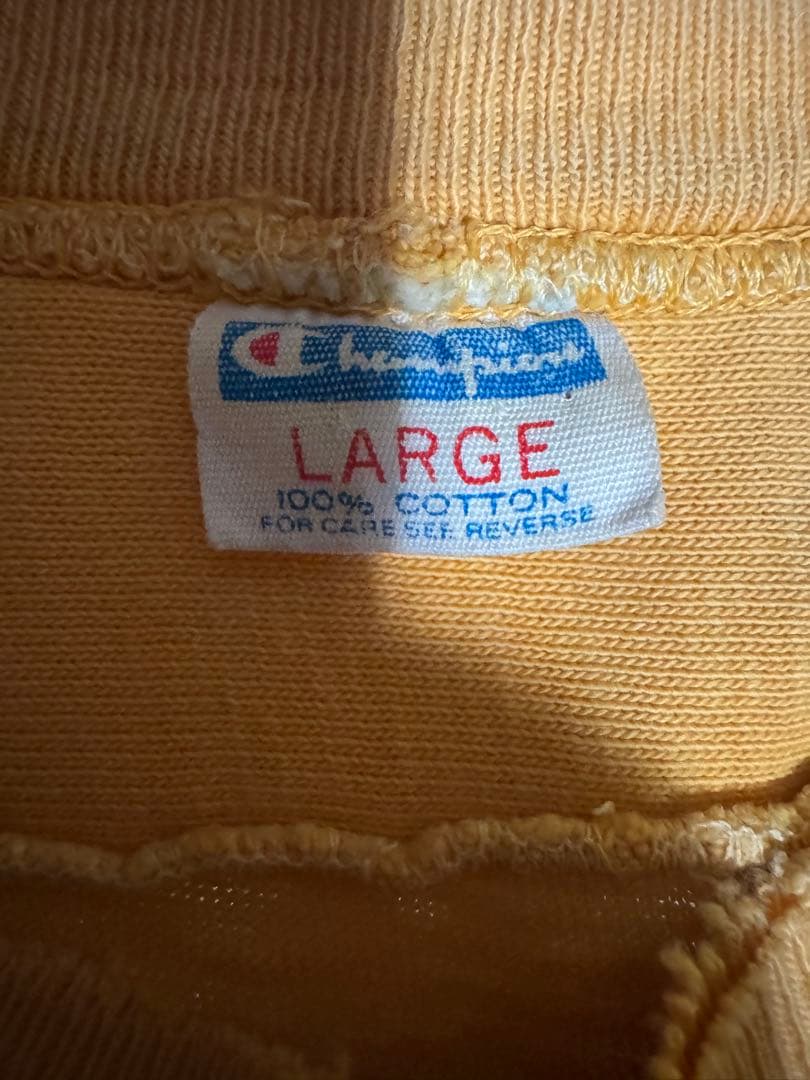 Champion
LARGE
100% COTTON
FOR CARE SEE REVERSE